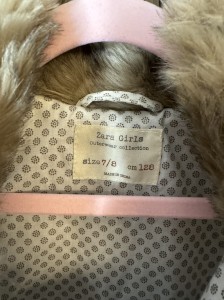 Zara Girls
outerwear collection
size 7/8 cm 128